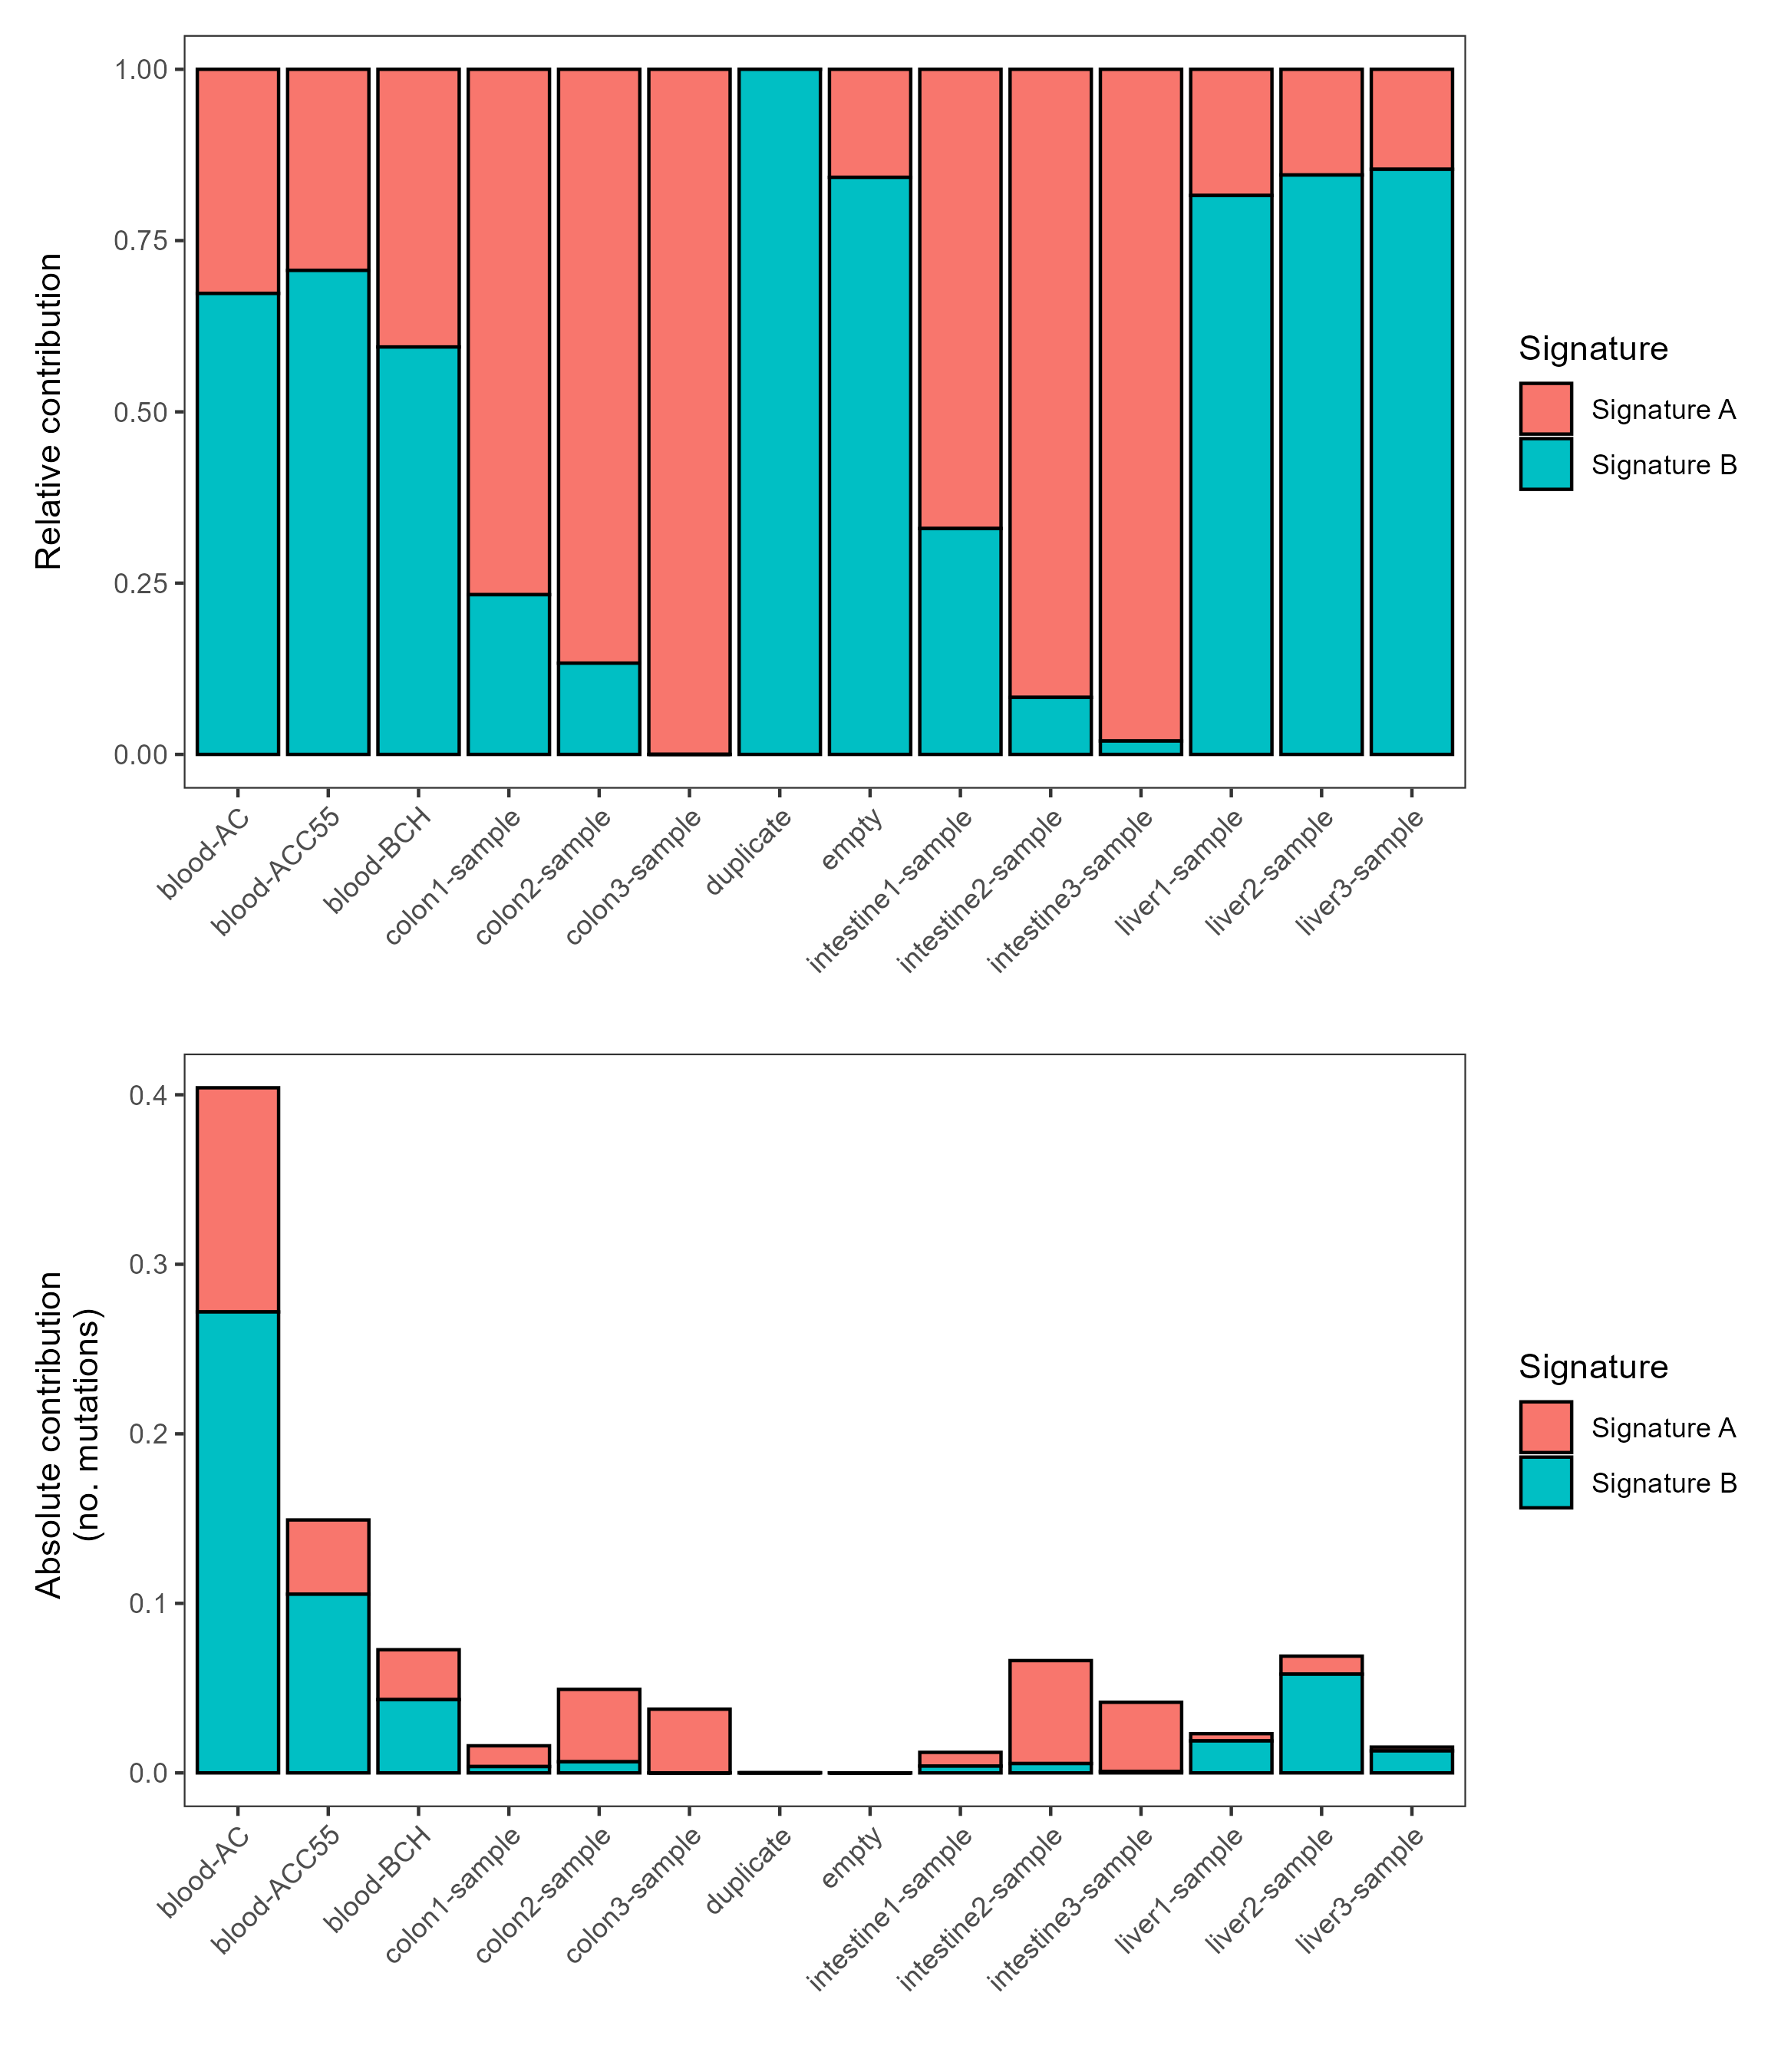 Relative contribution
1.00
0.75
0.50
0.25
0.00
blood-AC
blood-ACC55
blood-BCH
colon1-sample
colon2-sample
colon3-sample
duplicate
empty
intestine1-sample
intestine2-sample
intestine3-sample
liver1-sample
liver2-sample
liver3-sample
Signature
Signature A
Signature B
Absolute contribution
(no. mutations)
0.4
0.3
0.2
0.1
0.0
blood-AC
blood-ACC55
blood-BCH
colon1-sample
colon2-sample
colon3-sample
duplicate
empty
intestine1-sample
intestine2-sample
intestine3-sample
liver1-sample
liver2-sample
liver3-sample
Signature
Signature A
Signature B